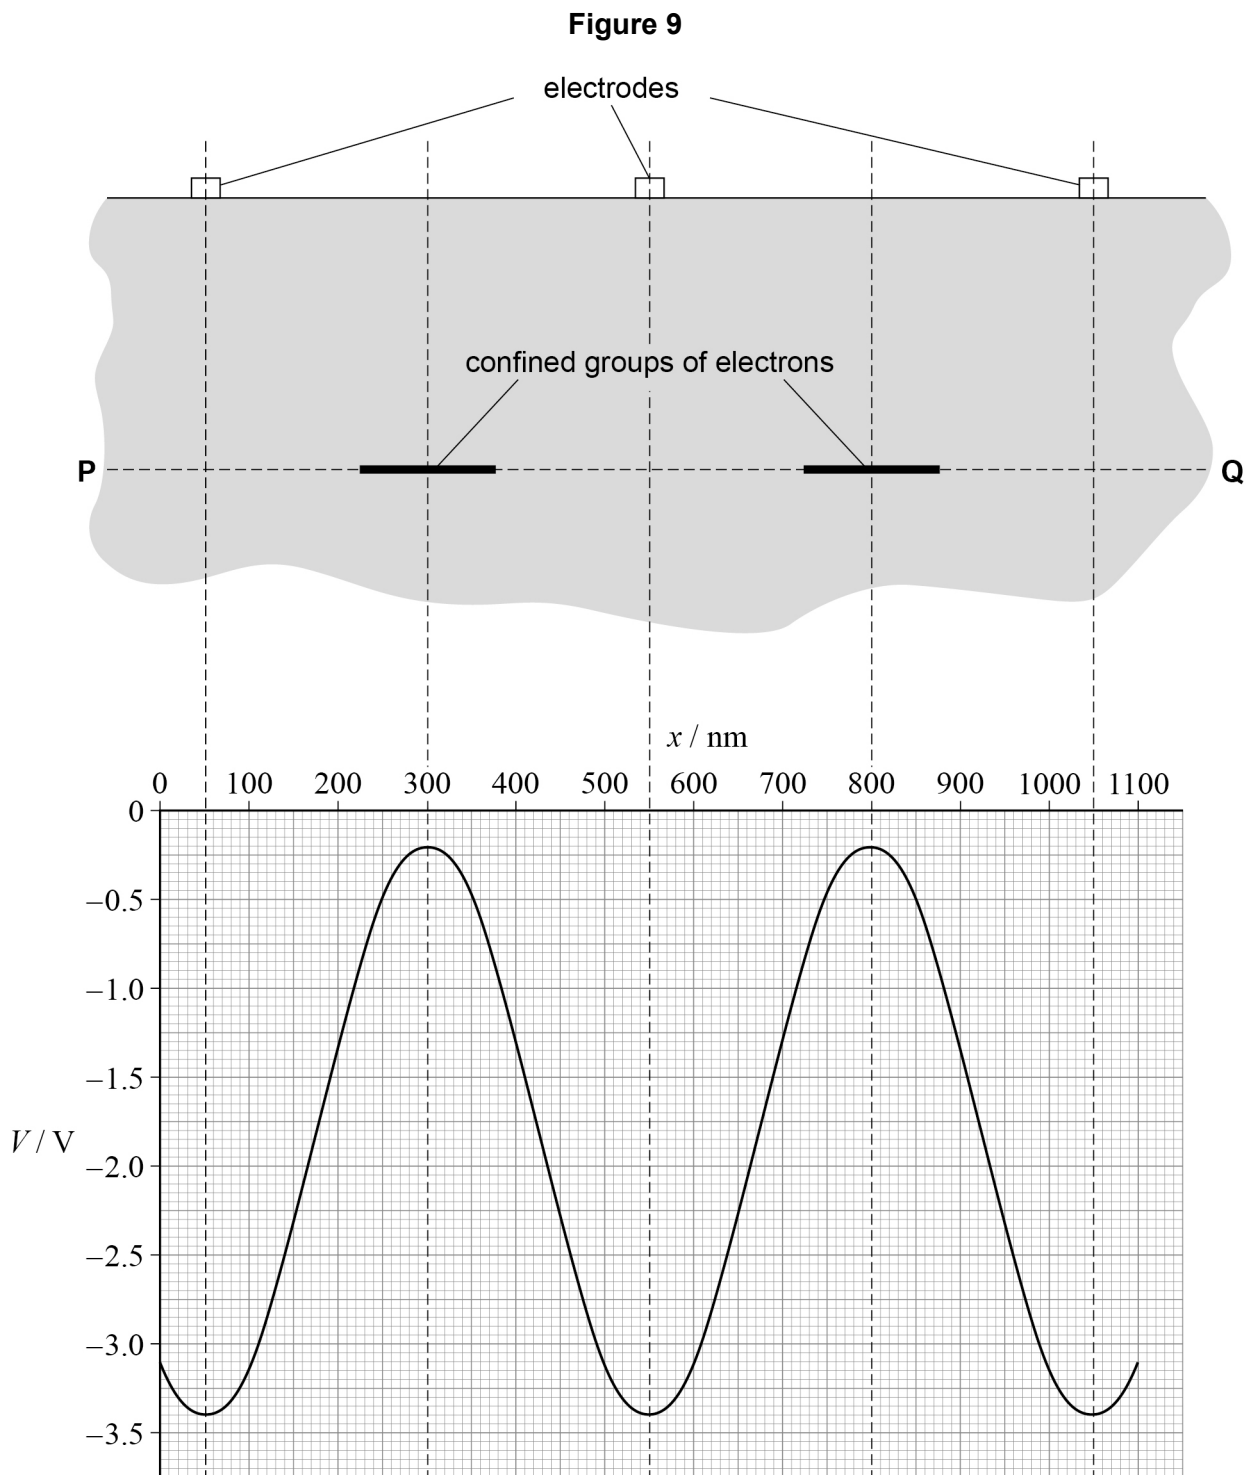 Figure 9
electrodes
confined groups of electrons
P
Q
x / nm
0 100 200 300 400 500 600 700 800 900 1000 1100
0
−0.5
−1.0
−1.5
V / V
−2.0
−2.5
−3.0
−3.5